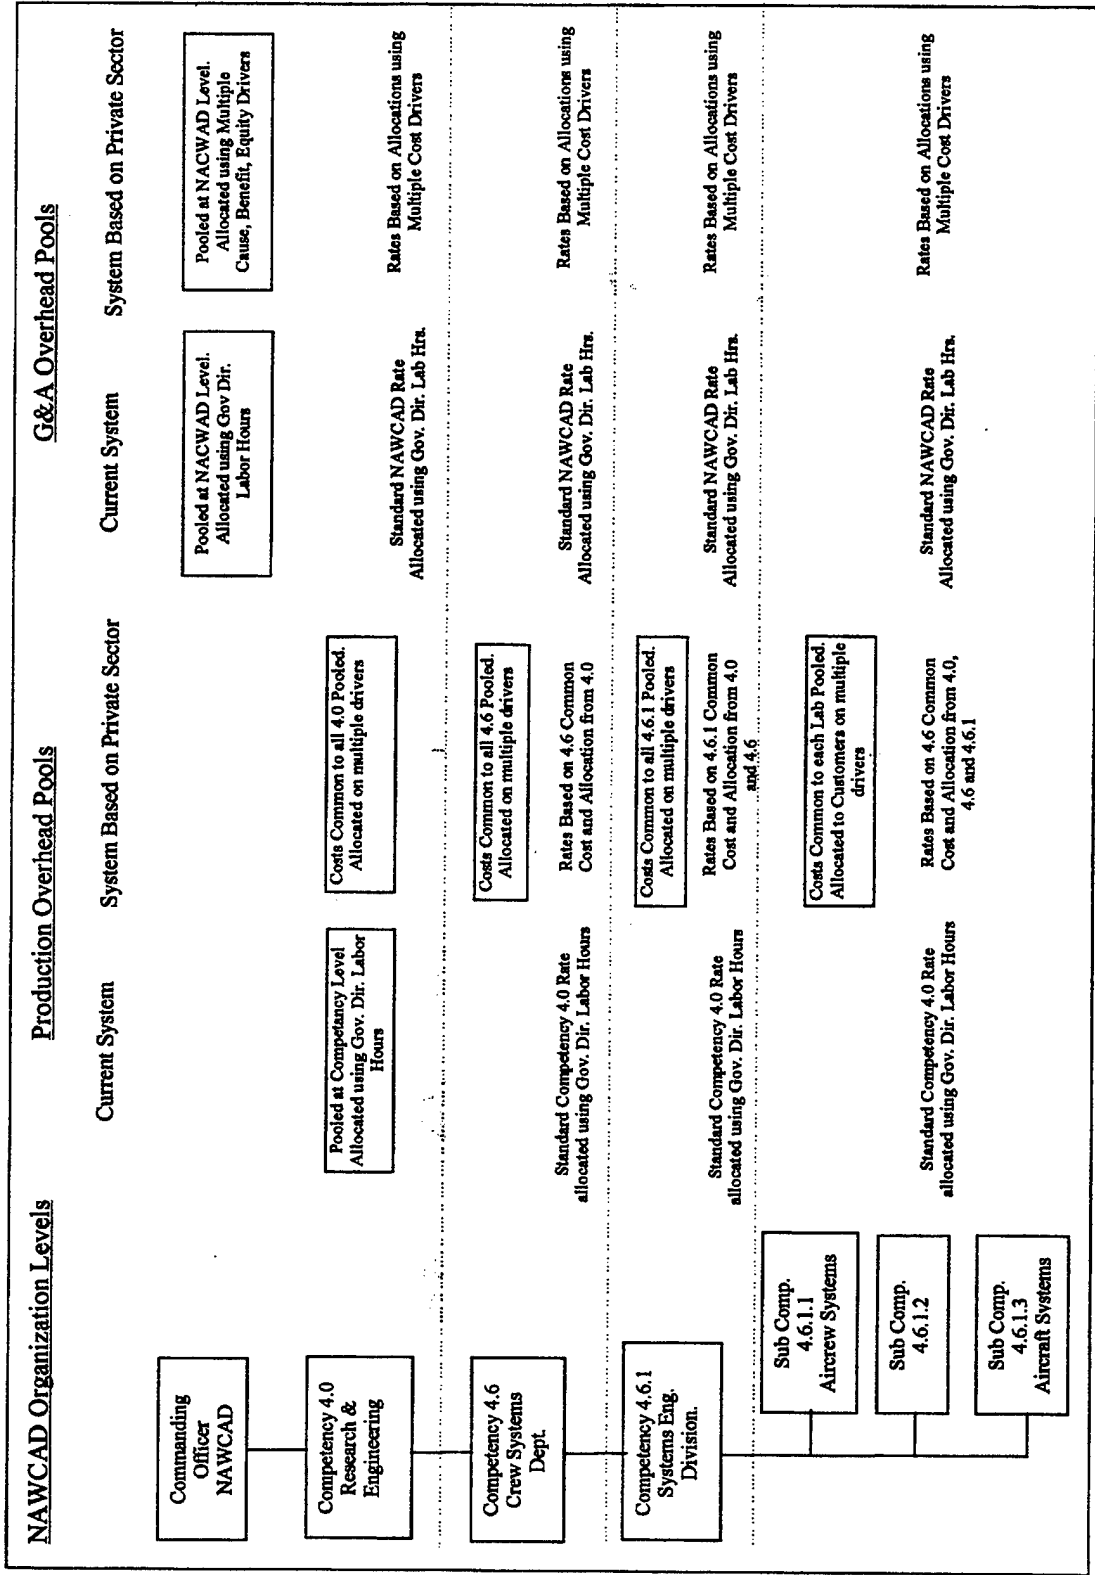 NAWCAD Organization Levels
Production Overhead Pools
G&A Overhead Pools
Current System
System Based on Private Sector
Current System
System Based on Private Sector
Commanding
Officer
NAWCAD
Pooled at NACWAD Level.
Allocated using Gov Dir.
Labor Hours
Pooled at NACWAD Level.
Allocated using Multiple
Cause, Benefit, Equity Drivers
Competency 4.0
Research &
Engineering
Pooled at Competancy Level
Allocated using Gov. Dir. Labor
Hours
Costs Common to all 4.0 Pooled.
Allocated on multiple drivers
Standard NAWCAD Rate
Allocated using Gov. Dir. Lab Hrs.
Rates Based on Allocations using
Multiple Cost Drivers
Competency 4.6
Crew Systems
Dept.
Standard Competency 4.0 Rate
allocated using Gov. Dir. Labor Hours
Costs Common to all 4.6 Pooled.
Allocated on multiple drivers
Rates Based on 4.6 Common
Cost and Allocation from 4.0
Standard NAWCAD Rate
Allocated using Gov. Dir. Lab Hrs.
Rates Based on Allocations using
Multiple Cost Drivers
Competency 4.6.1
Systems Eng.
Division.
Standard Competency 4.0 Rate
allocated using Gov. Dir. Labor Hours
Costs Common to all 4.6.1 Pooled.
Allocated on multiple drivers
Rates Based on 4.6.1 Common
Cost and Allocation from 4.0
and 4.6
Standard NAWCAD Rate
Allocated using Gov. Dir. Lab Hrs.
Rates Based on Allocations using
Multiple Cost Drivers
Sub Comp.
4.6.1.1
Aircrew Systems
Sub Comp.
4.6.1.2
Sub Comp.
4.6.1.3
Aircraft Systems
Standard Competency 4.0 Rate
allocated using Gov. Dir. Labor Hours
Costs Common to each Lab Pooled.
Allocated to Customers on multiple
drivers
Rates Based on 4.6 Common
Cost and Allocation from 4.0,
4.6 and 4.6.1
Standard NAWCAD Rate
Allocated using Gov. Dir. Lab Hrs.
Rates Based on Allocations using
Multiple Cost Drivers